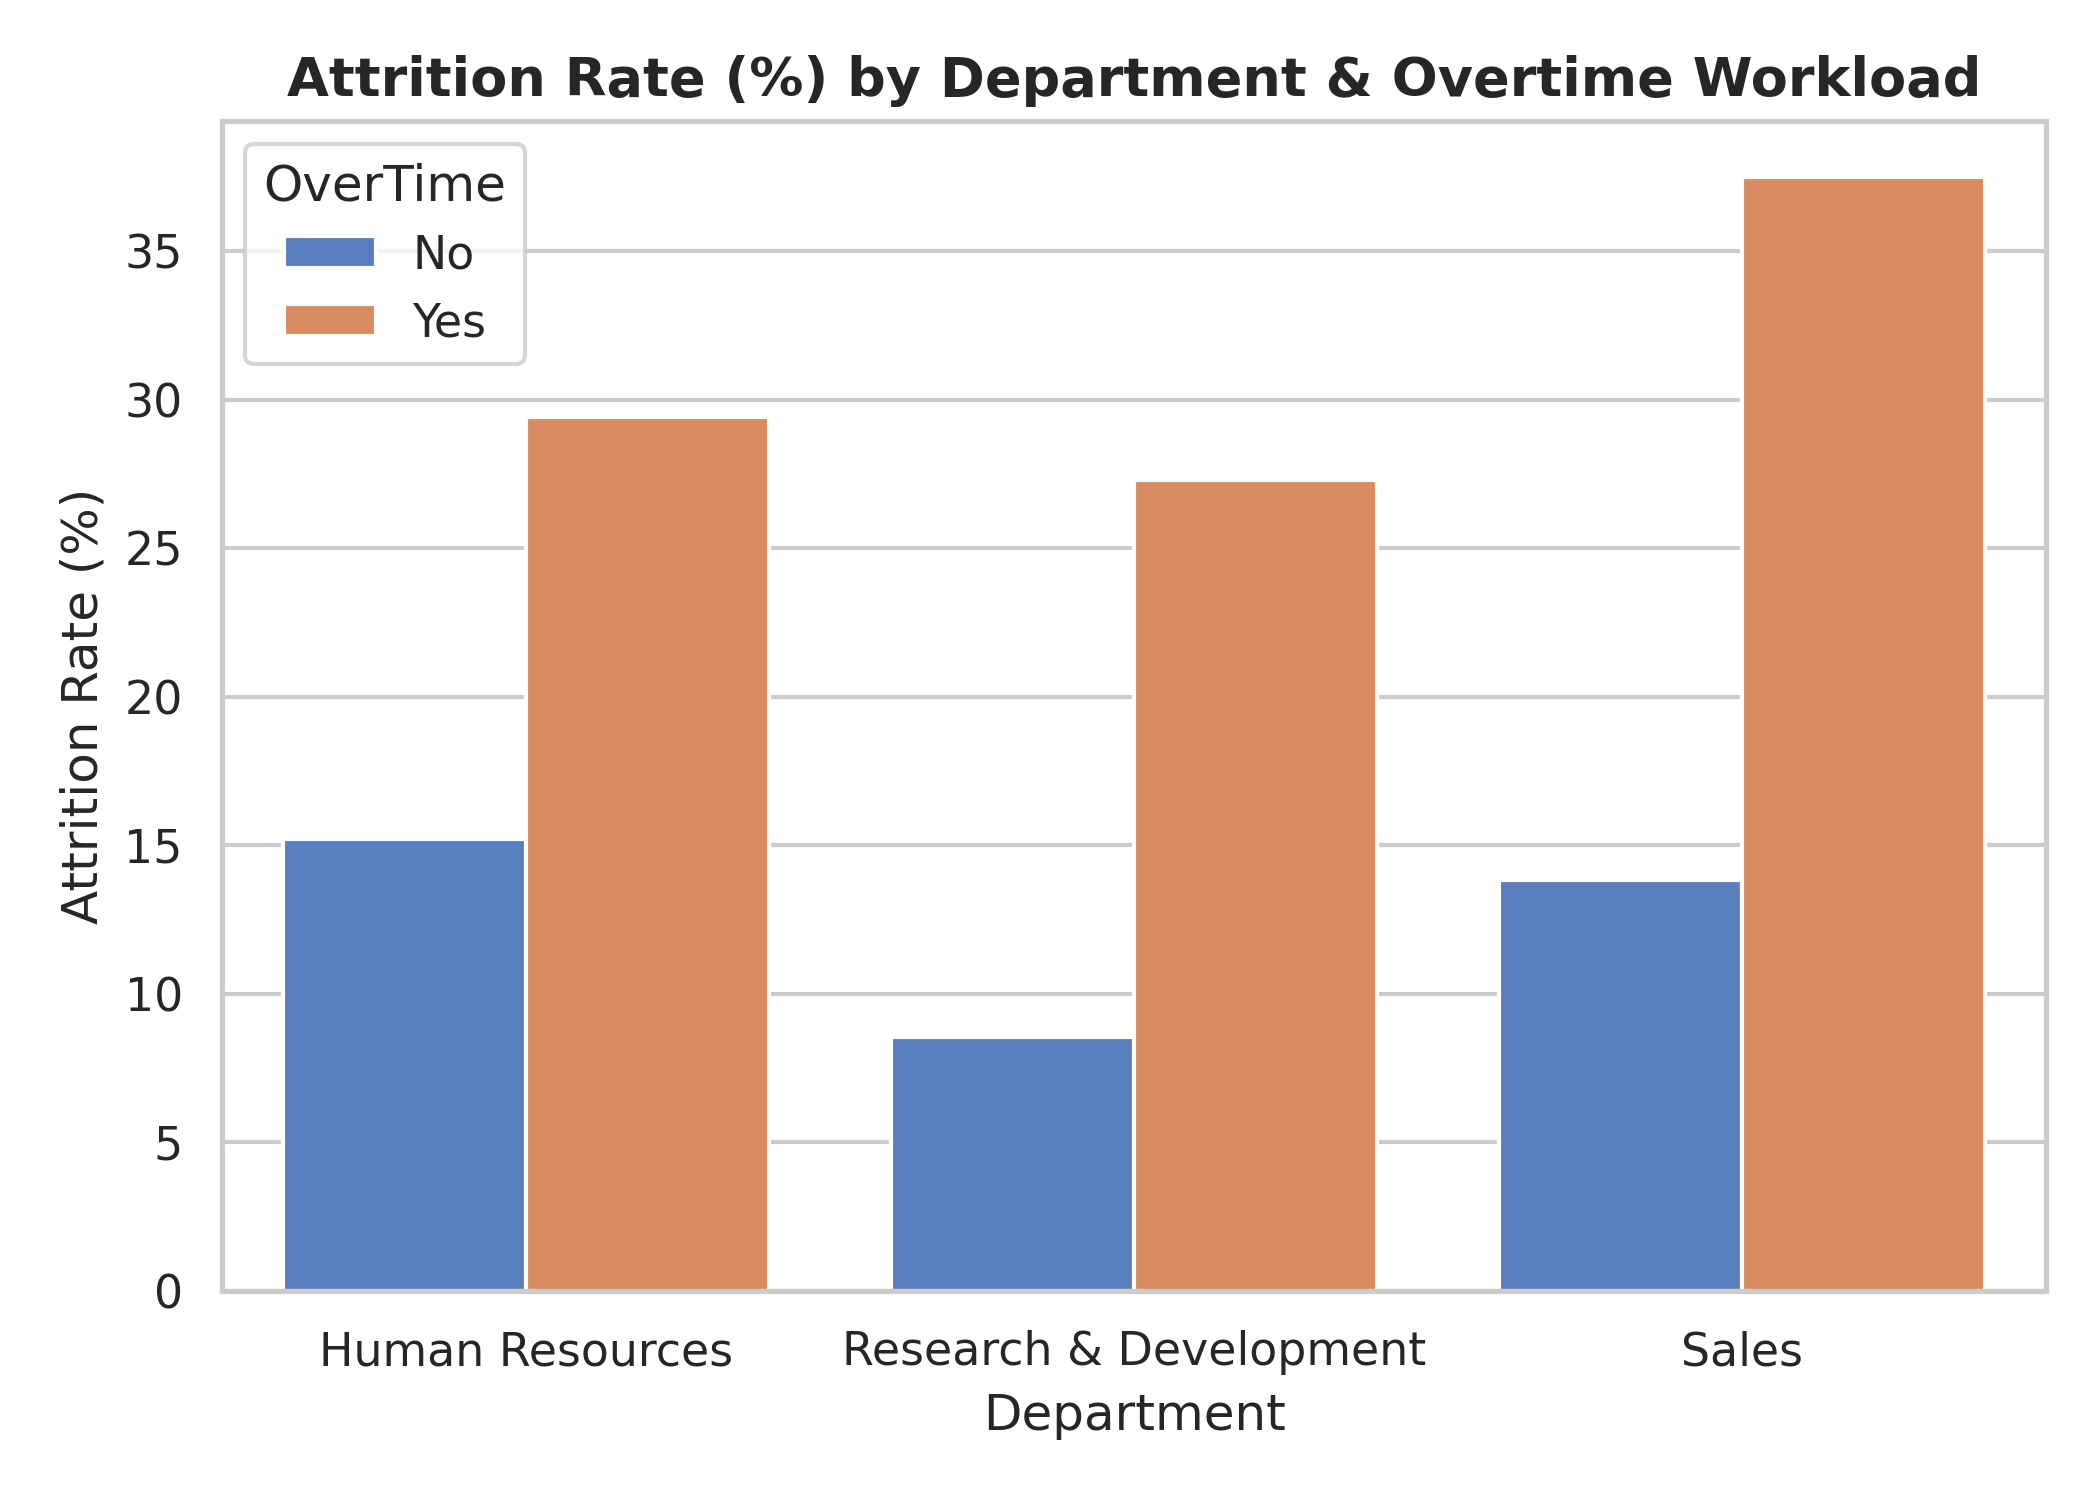 Attrition Rate (%) by Department & Overtime Workload
OverTime
No
Yes
Attrition Rate (%)
35
30
25
20
15
10
5
0
Human Resources
Research & Development
Sales
Department